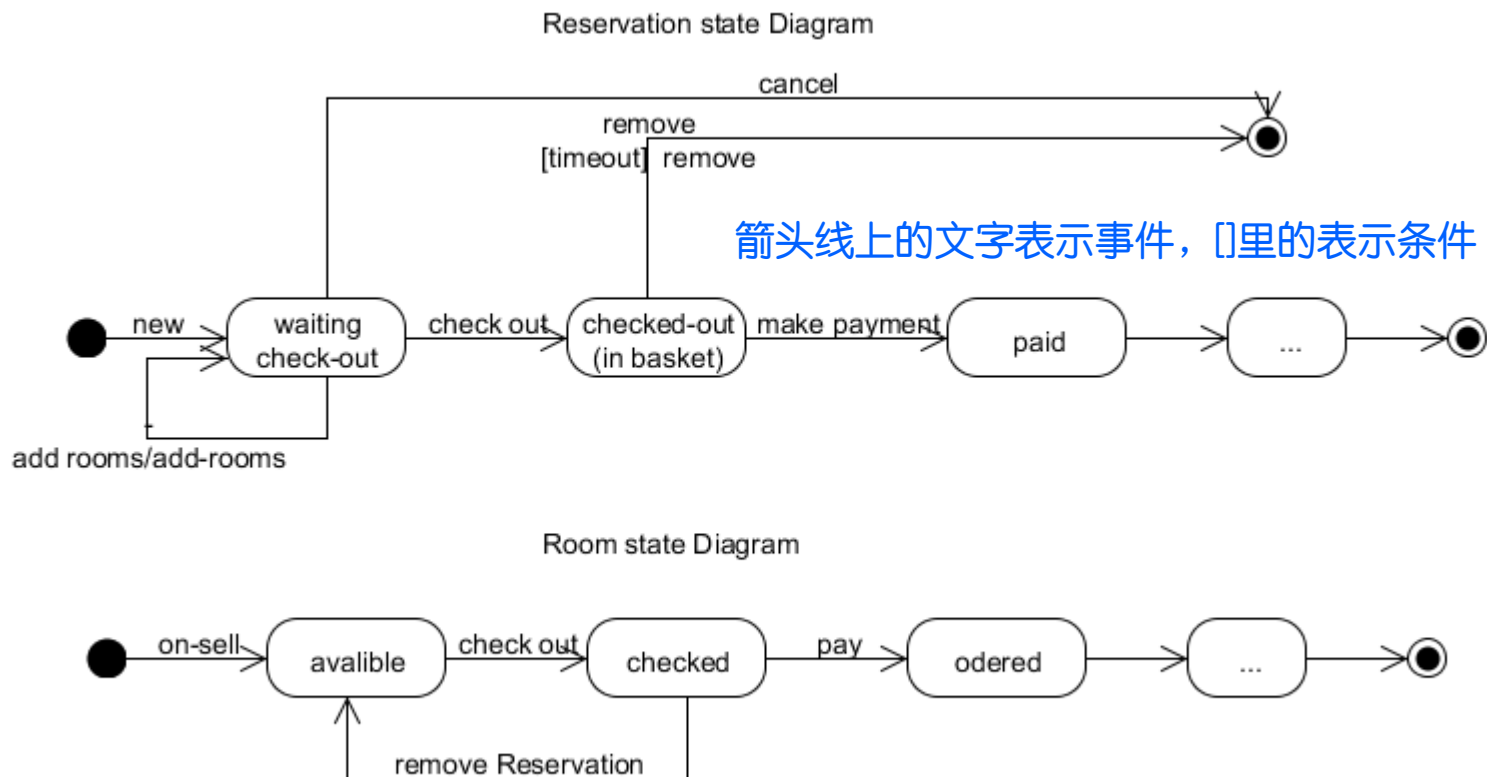 Reservation state Diagram
cancel
remove
[timeout] remove
箭头线上的文字表示事件，[]里的表示条件
new
waiting
check-out
check out
checked-out
(in basket)
make payment
paid
...
-
add rooms/add-rooms
Room state Diagram
on-sell
avalible
check out
checked
pay
odered
...
remove Reservation